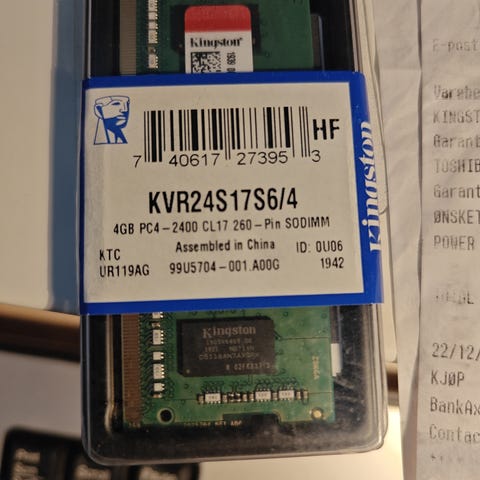 Kingston
HF
7 40617 27395 3
Kingston
KVR24S17S6/4
4GB PC4-2400 CL17 260-Pin SODIMM
Assembled in China
ID: 0U06
KTC
UR119AG
99U5704-001.A00G
1942
Kingston
E-post
KINGST
Garant
TOSHIB
Garant
ØNSKET
POWER
22/12/
KJØP
BankAx
Contac